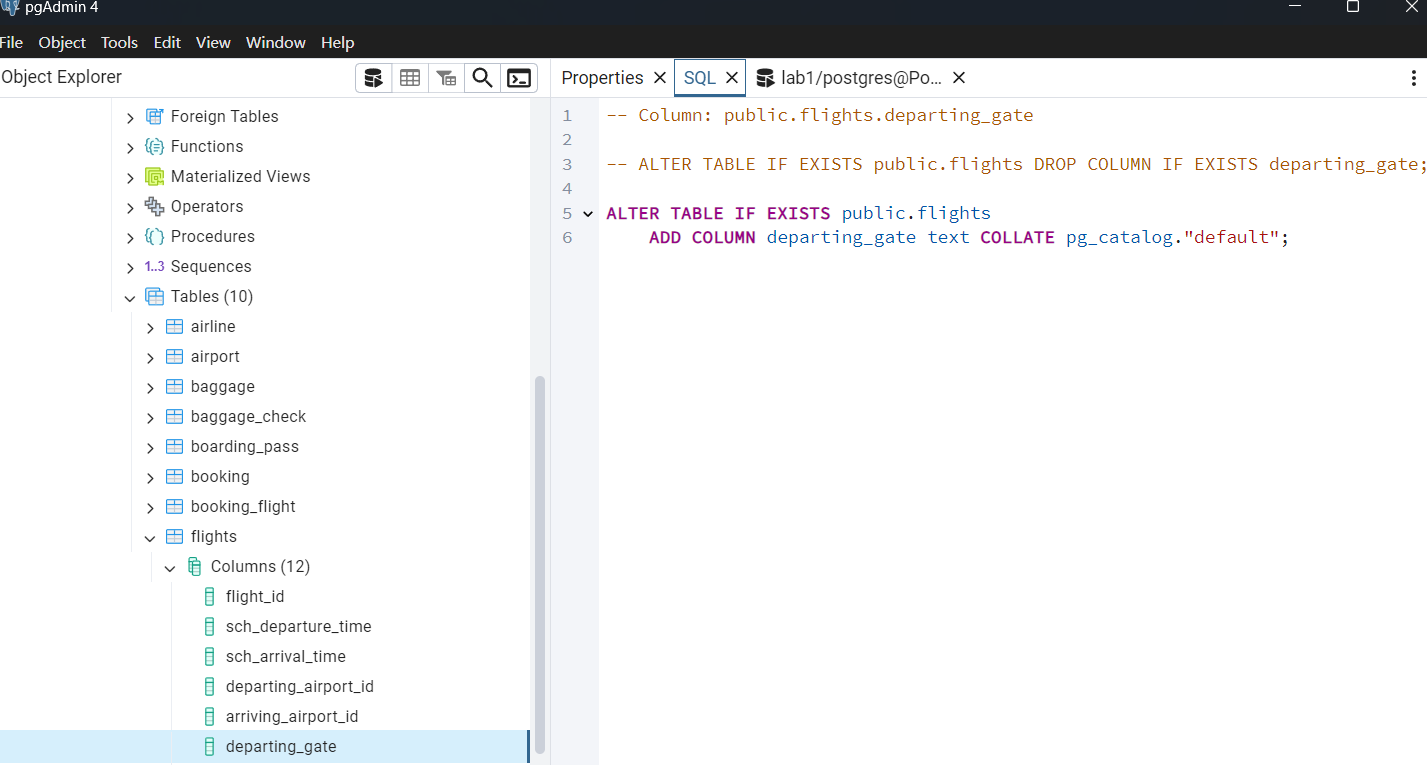 pgAdmin 4
File Object Tools Edit View Window Help
Object Explorer
Properties SQL lab1/postgres@Po...
Foreign Tables
Functions
Materialized Views
Operators
Procedures
1..3 Sequences
Tables (10)
airline
airport
baggage
baggage_check
boarding_pass
booking
booking_flight
flights
Columns (12)
flight_id
sch_departure_time
sch_arrival_time
departing_airport_id
arriving_airport_id
departing_gate
1 -- Column: public.flights.departing_gate
2
3 -- ALTER TABLE IF EXISTS public.flights DROP COLUMN IF EXISTS departing_gate;
4
5 ALTER TABLE IF EXISTS public.flights
6 ADD COLUMN departing_gate text COLLATE pg_catalog."default";